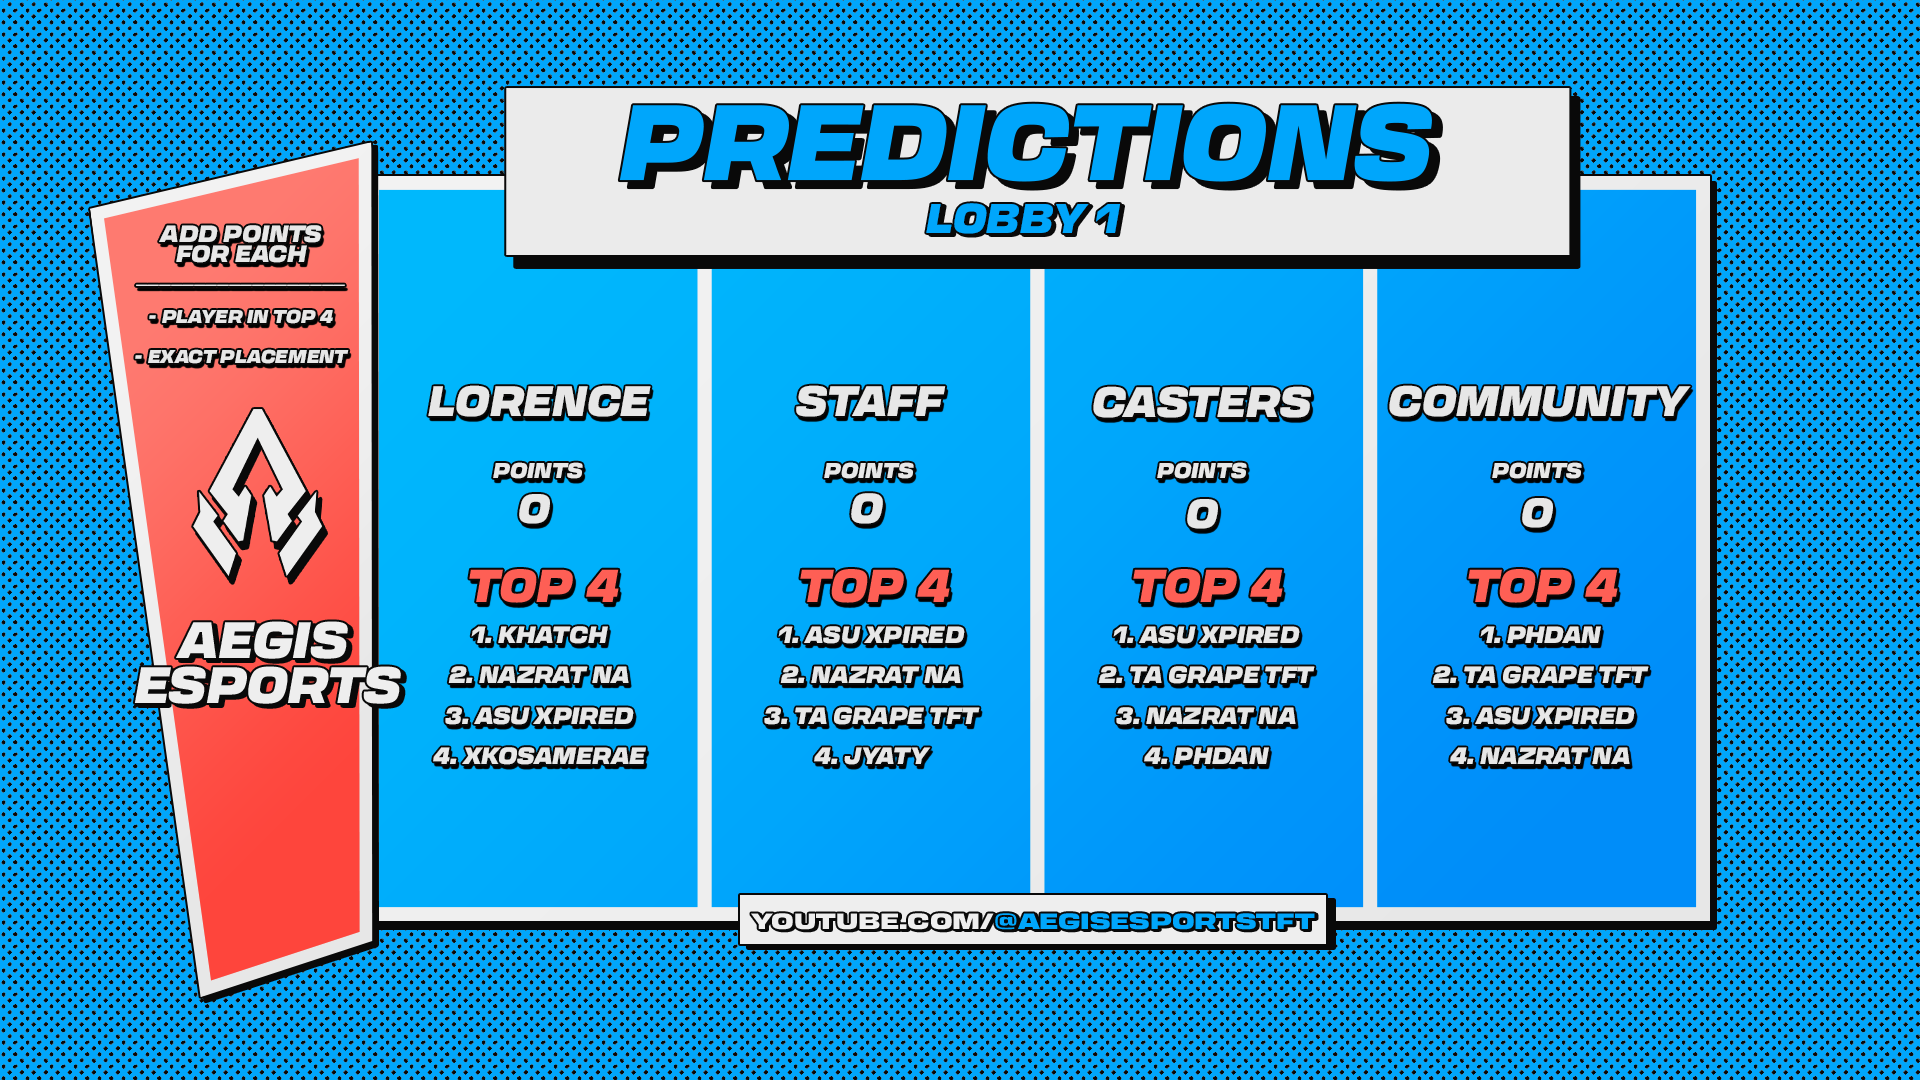 PREDICTIONS
LOBBY 1
ADD POINTS
FOR EACH
- PLAYER IN TOP 4
- EXACT PLACEMENT
AEGIS
ESPORTS
LORENCE
POINTS
0
TOP 4
1. KHATCH
2. NAZRAT NA
3. ASU XPIRED
4. XKOSAMERAE
STAFF
POINTS
0
TOP 4
1. ASU XPIRED
2. NAZRAT NA
3. TA GRAPE TFT
4. JYATY
CASTERS
POINTS
0
TOP 4
1. ASU XPIRED
2. TA GRAPE TFT
3. NAZRAT NA
4. PHDAN
COMMUNITY
POINTS
0
TOP 4
1. PHDAN
2. TA GRAPE TFT
3. ASU XPIRED
4. NAZRAT NA
YOUTUBE.COM/@AEGISESPORTSTFT